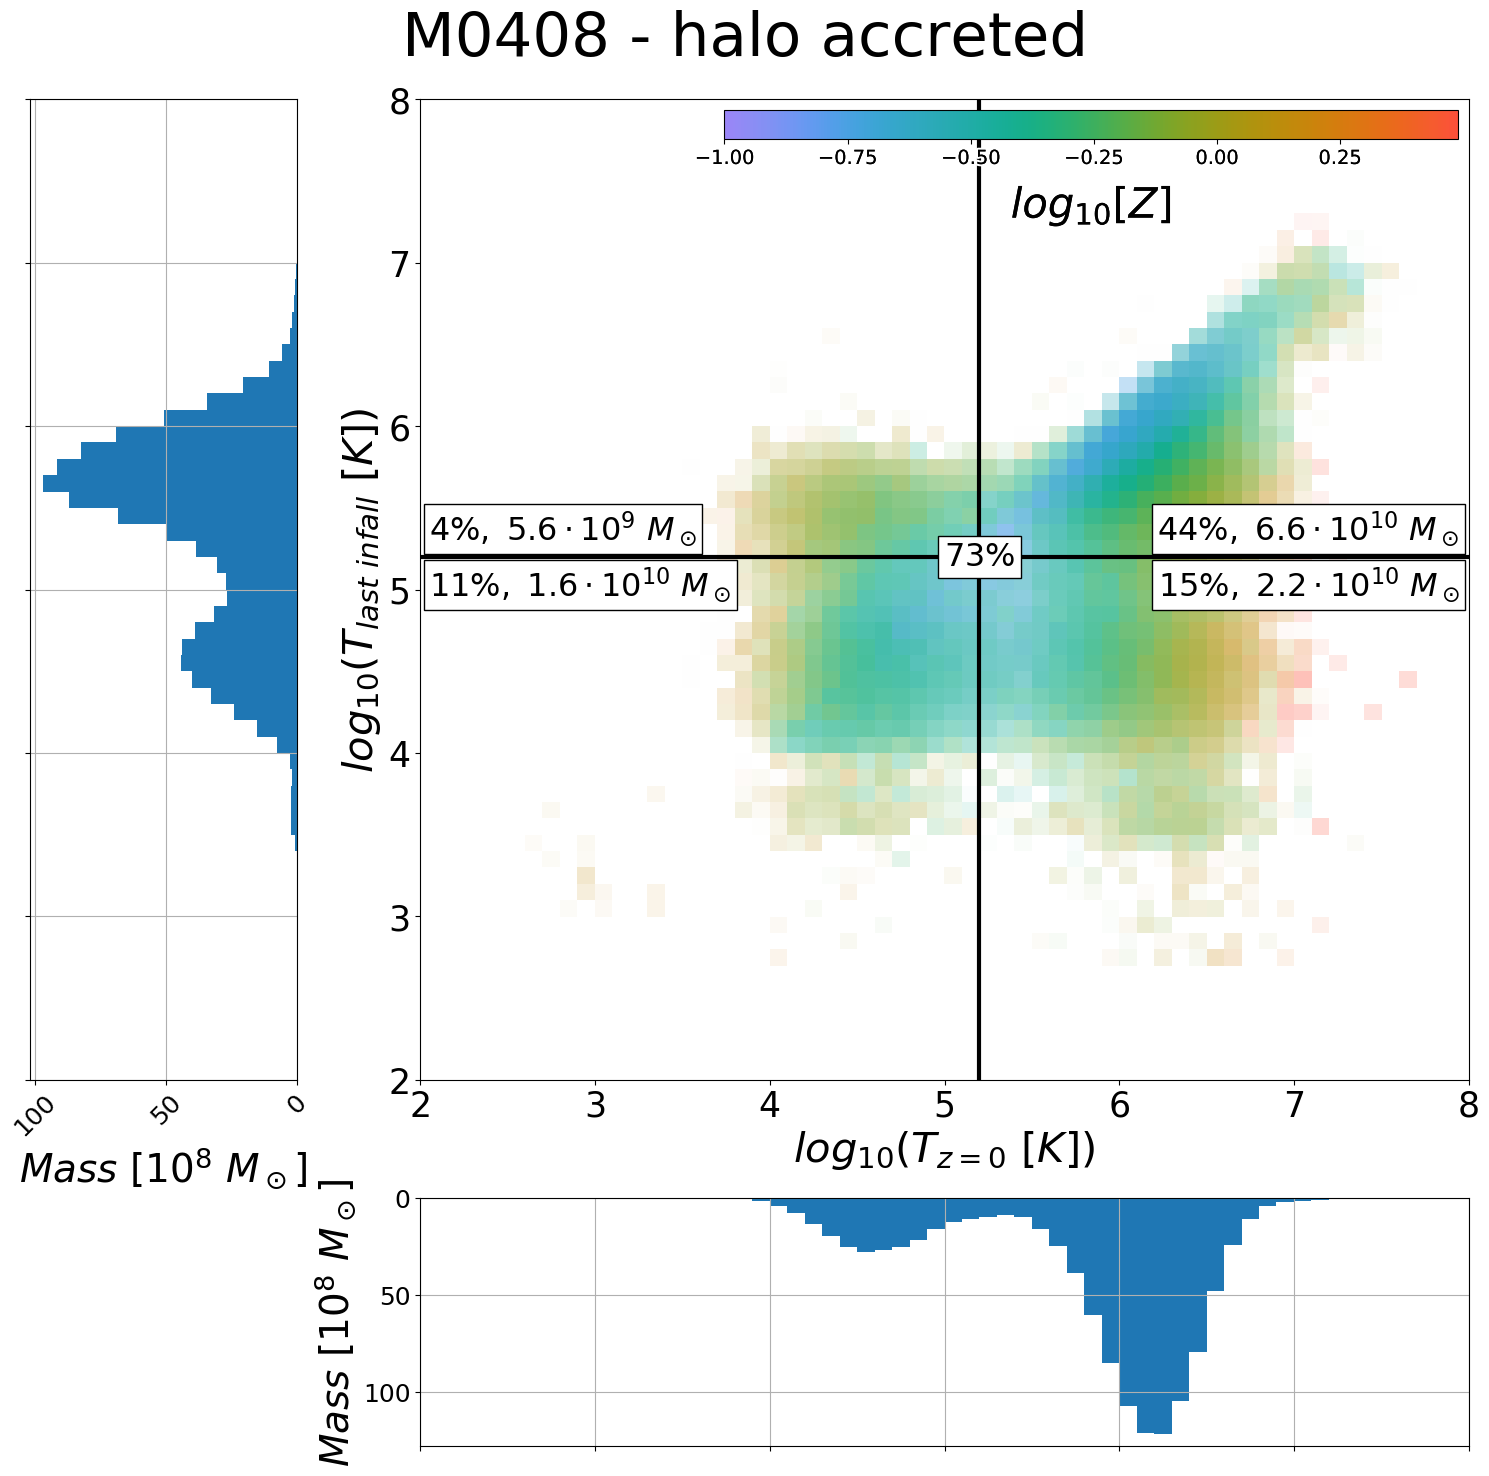 M0408 - halo accreted
8
7
6
5
4
3
2
log₁₀(T_last infall [K])
−1.00 −0.75 −0.50 −0.25 0.00 0.25
log₁₀[Z]
4%, 5.6 · 10⁹ M⊙
44%, 6.6 · 10¹⁰ M⊙
73%
11%, 1.6 · 10¹⁰ M⊙
15%, 2.2 · 10¹⁰ M⊙
2 3 4 5 6 7 8
log₁₀(T_z=0 [K])
100 50 0
Mass [10⁸ M⊙]
0
50
100
Mass [10⁸ M⊙]